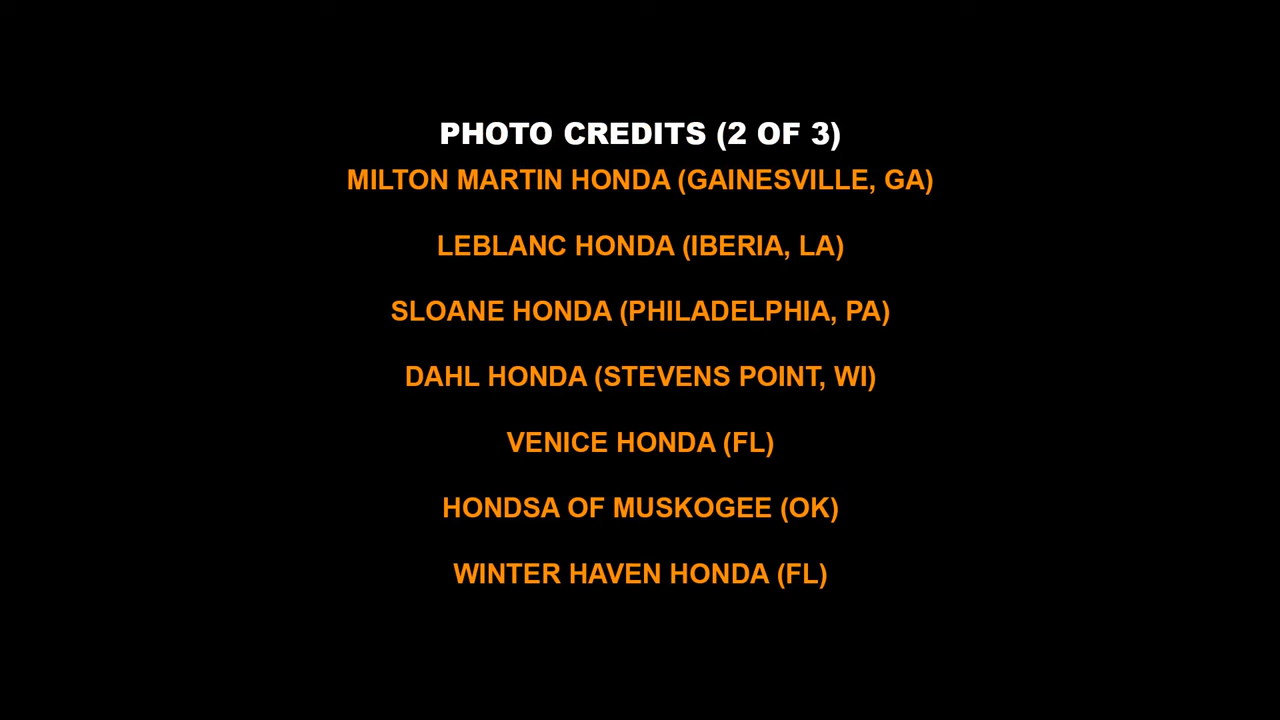 PHOTO CREDITS (2 OF 3)
MILTON MARTIN HONDA (GAINESVILLE, GA)
LEBLANC HONDA (IBERIA, LA)
SLOANE HONDA (PHILADELPHIA, PA)
DAHL HONDA (STEVENS POINT, WI)
VENICE HONDA (FL)
HONDSA OF MUSKOGEE (OK)
WINTER HAVEN HONDA (FL)